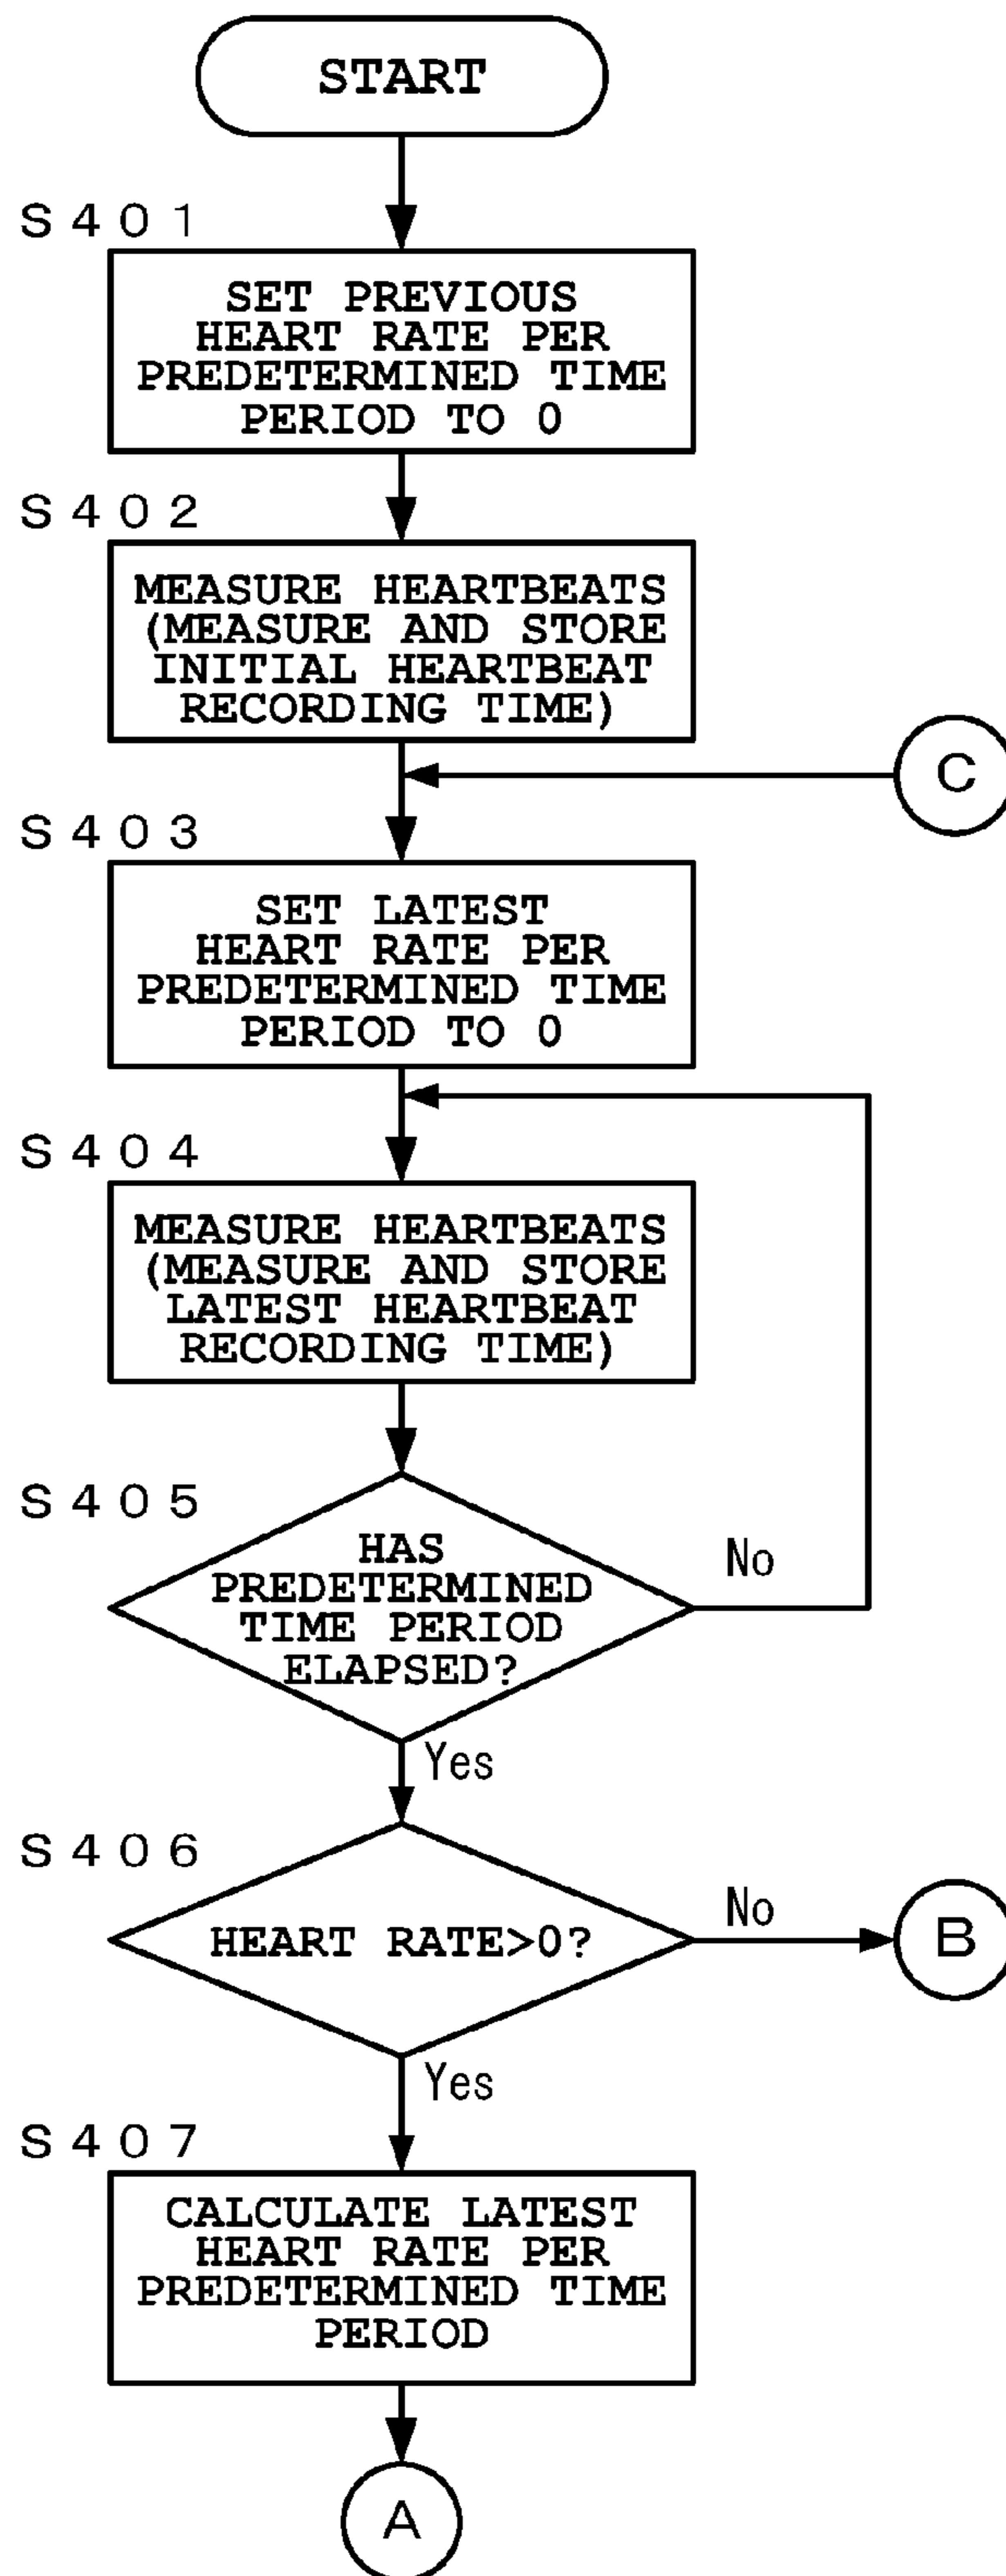 START
S401
SET PREVIOUS
HEART RATE PER
PREDETERMINED TIME
PERIOD TO 0
S402
MEASURE HEARTBEATS
(MEASURE AND STORE
INITIAL HEARTBEAT
RECORDING TIME)
C
S403
SET LATEST
HEART RATE PER
PREDETERMINED TIME
PERIOD TO 0
S404
MEASURE HEARTBEATS
(MEASURE AND STORE
LATEST HEARTBEAT
RECORDING TIME)
S405
HAS
PREDETERMINED
TIME PERIOD
ELAPSED?
No
Yes
S406
HEART RATE>0?
No
B
Yes
S407
CALCULATE LATEST
HEART RATE PER
PREDETERMINED TIME
PERIOD
A